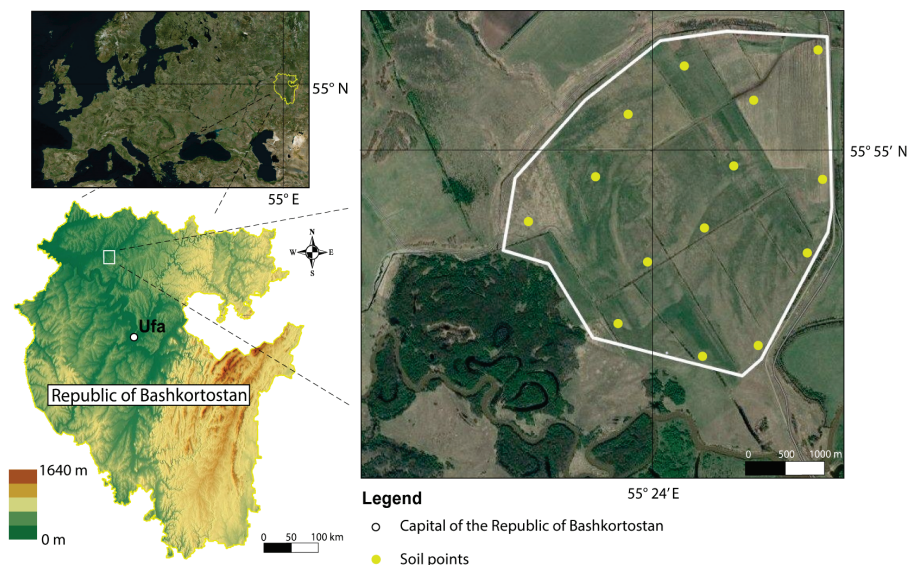 55° N
55° E
55° 55′ N
N
W E
S
Ufa
Republic of Bashkortostan
1640 m
0 m
0 50 100 km
0 500 1000 m
55° 24′ E
Legend
Capital of the Republic of Bashkortostan
Soil points